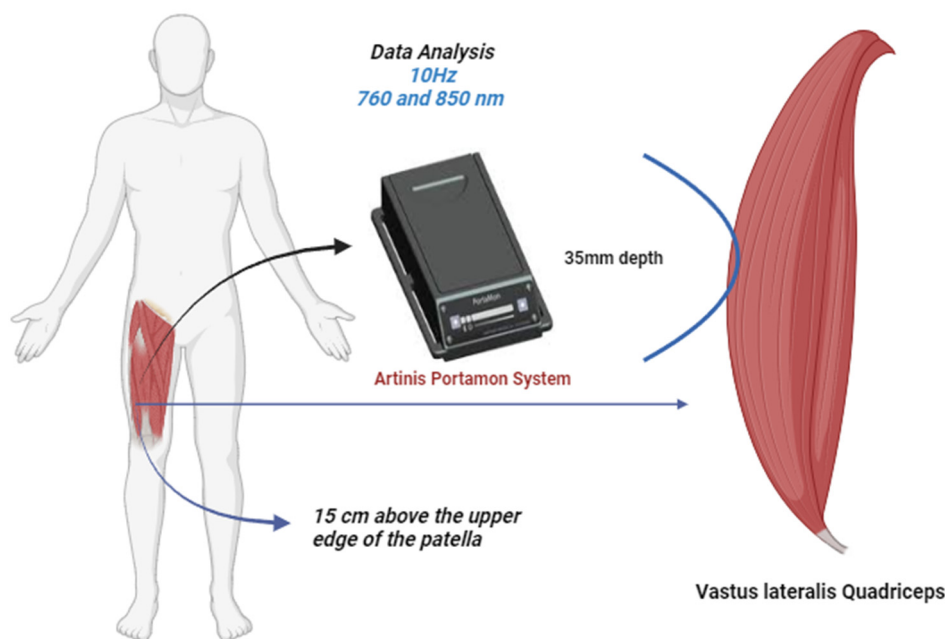 Data Analysis
10Hz
760 and 850 nm
PortaMon
35mm depth
Artinis Portamon System
15 cm above the upper
edge of the patella
Vastus lateralis Quadriceps